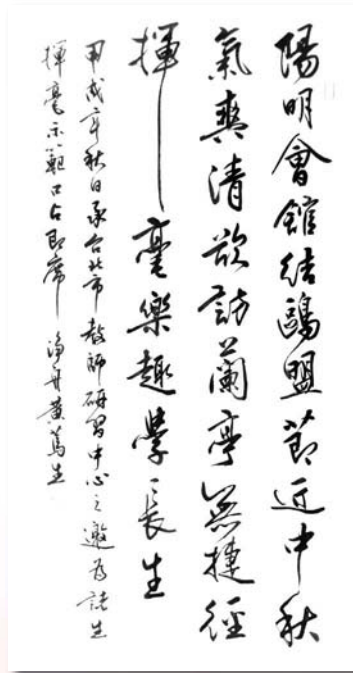 陽明會館結鷗盟節近中秋
氣爽清欲訪蘭亭無捷徑
揮毫樂趣學長生
甲戌年秋日承台北市教師研習中心之邀為諸生
揮毫示範口占即席 淨舟黃篤生